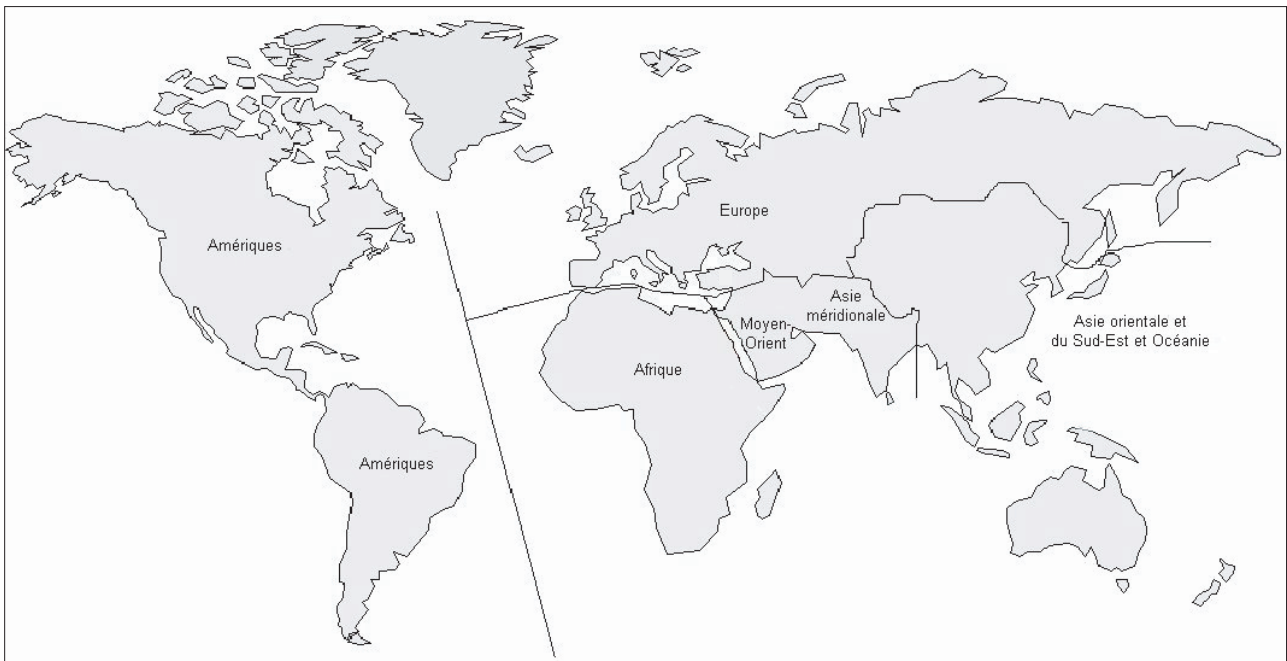 Europe
Amériques
Asie
méridionale
Moyen-
Orient
Asie orientale et
du Sud-Est et Océanie
Afrique
Amériques